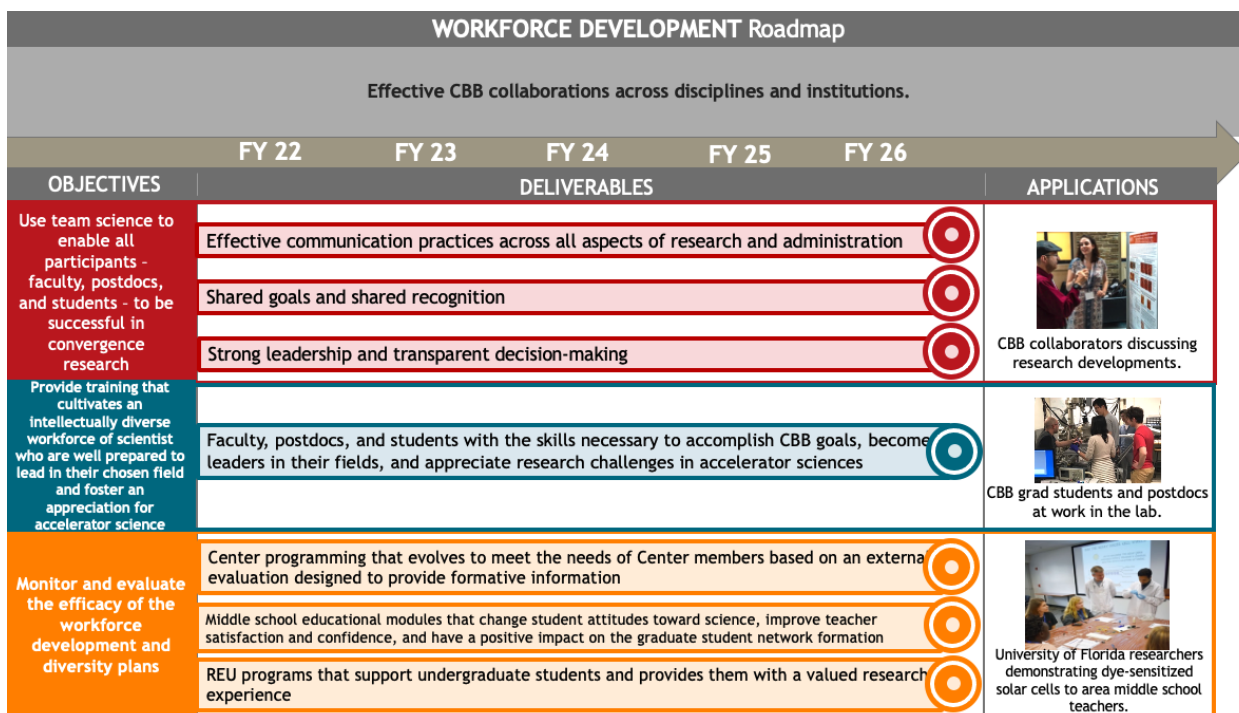 WORKFORCE DEVELOPMENT Roadmap
Effective CBB collaborations across disciplines and institutions.
FY 22 FY 23 FY 24 FY 25 FY 26
OBJECTIVES DELIVERABLES APPLICATIONS
Use team science to
enable all
participants –
faculty, postdocs,
and students – to be
successful in
convergence
research
Effective communication practices across all aspects of research and administration
Shared goals and shared recognition
Strong leadership and transparent decision-making
CBB collaborators discussing
research developments.
Provide training that
cultivates an
intellectually diverse
workforce of scientist
who are well prepared to
lead in their chosen field
and foster an
appreciation for
accelerator science
Faculty, postdocs, and students with the skills necessary to accomplish CBB goals, become
leaders in their fields, and appreciate research challenges in accelerator sciences
CBB grad students and postdocs
at work in the lab.
Monitor and evaluate
the efficacy of the
workforce
development and
diversity plans
Center programming that evolves to meet the needs of Center members based on an external
evaluation designed to provide formative information
Middle school educational modules that change student attitudes toward science, improve teacher
satisfaction and confidence, and have a positive impact on the graduate student network formation
REU programs that support undergraduate students and provides them with a valued research
experience
University of Florida researchers
demonstrating dye-sensitized
solar cells to area middle school
teachers.